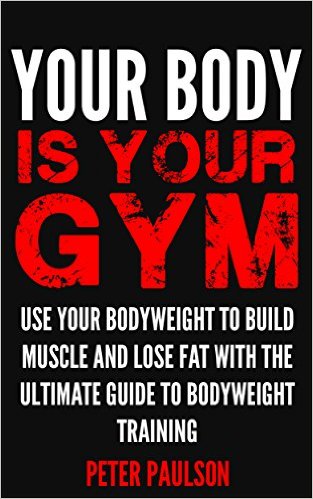 YOUR BODY
IS YOUR
GYM
USE YOUR BODYWEIGHT TO BUILD
MUSCLE AND LOSE FAT WITH THE
ULTIMATE GUIDE TO BODYWEIGHT
TRAINING
PETER PAULSON